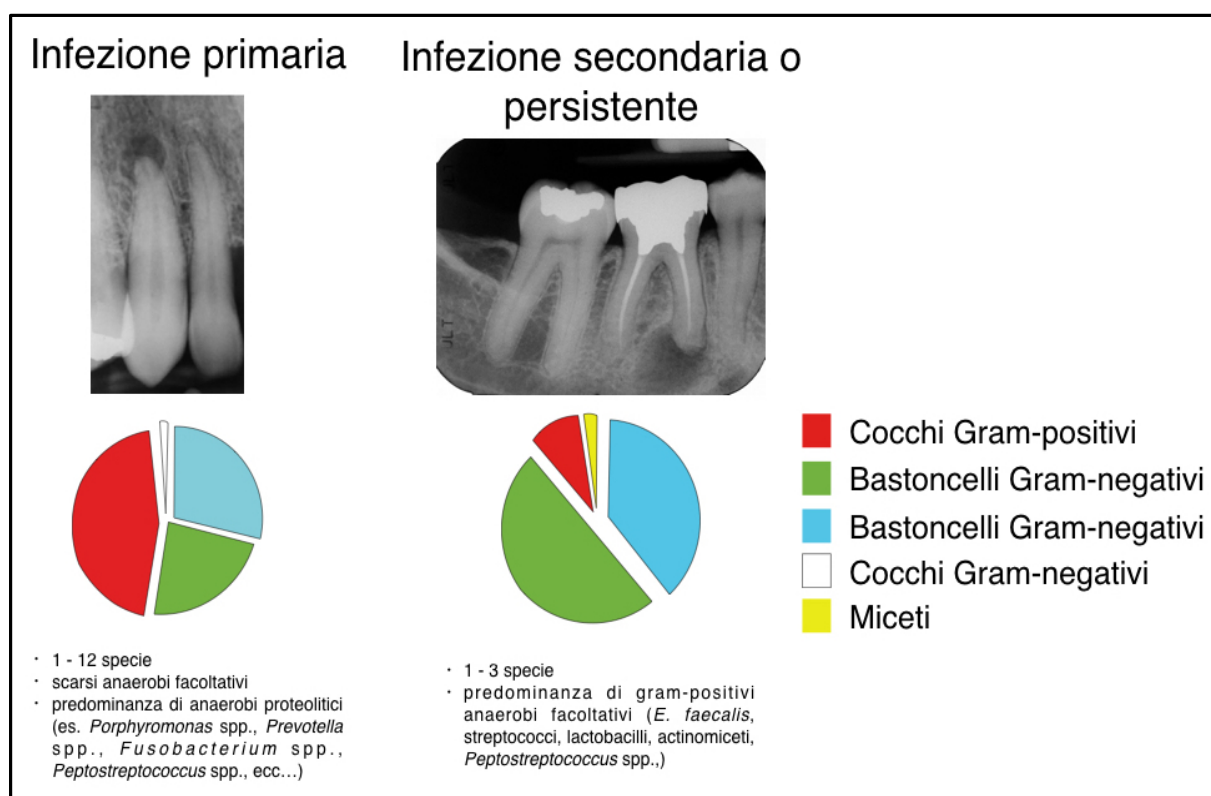 Infezione primaria
Infezione secondaria o
persistente
JLT
Cocchi Gram-positivi
Bastoncelli Gram-negativi
Bastoncelli Gram-negativi
Cocchi Gram-negativi
Miceti
· 1 - 12 specie
· scarsi anaerobi facoltativi
· predominanza di anaerobi proteolitici
(es. Porphyromonas spp., Prevotella
spp., Fusobacterium spp.,
Peptostreptococcus spp., ecc...)
· 1 - 3 specie
· predominanza di gram-positivi
anaerobi facoltativi (E. faecalis,
streptococci, lactobacilli, actinomiceti,
Peptostreptococcus spp.,)